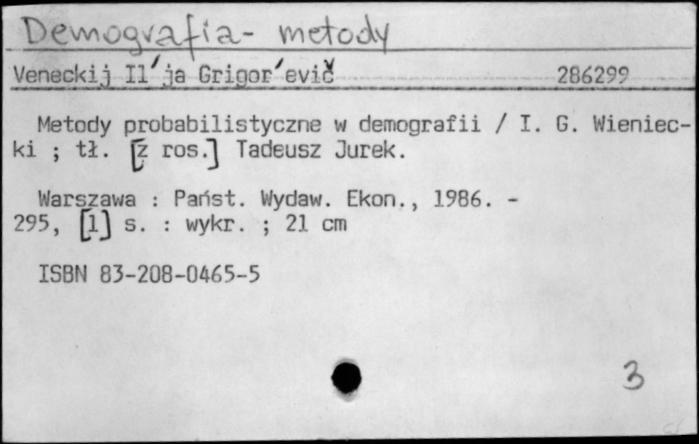 Demografia - metody
Veneckij Il´ja Grigor´evič 286299
Metody probabilistyczne w demografii / I. G. Wieniec-
ki ; tł. [z ros.] Tadeusz Jurek.
Warszawa : Państ. Wydaw. Ekon., 1986. -
295, [1] s. : wykr. ; 21 cm
ISBN 83-208-0465-5
3